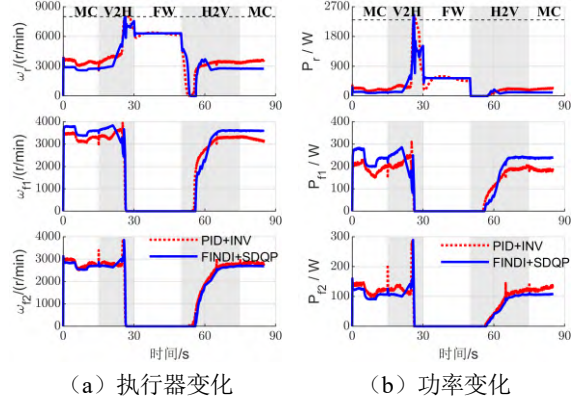 MC V2H FW H2V MC
ω_r/(r/min)
9000
6000
3000
0
0 30 60 90
ω_f1/(r/min)
4000
3000
2000
1000
0
0 30 60 90
ω_f2/(r/min)
4000
3000
2000
1000
0
0 30 60 90
PID+INV
FINDI+SDQP
时间/s
(a) 执行器变化
MC V2H FW H2V MC
P_r / W
2700
1800
900
0
0 30 60 90
P_f1 / W
400
300
200
100
0
0 30 60 90
P_f2 / W
300
200
100
0
0 30 60 90
PID+INV
FINDI+SDQP
时间/s
(b) 功率变化